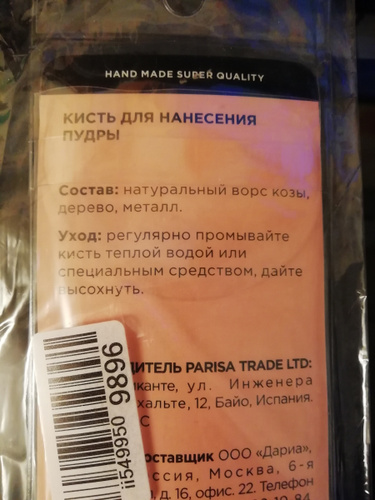 HAND MADE SUPER QUALITY
КИСТЬ ДЛЯ НАНЕСЕНИЯ
ПУДРЫ
Состав: натуральный ворс козы,
дерево, металл.
Уход: регулярно промывайте
кисть теплой водой или
специальным средством, дайте
высохнуть.
PARISA TRADE LTD:
ул. Инженера
12, Байо, Испания.
ООО «Дариа»,
Москва, 6-я
д. 16, офис. 22. Телефон
ii549950 9896